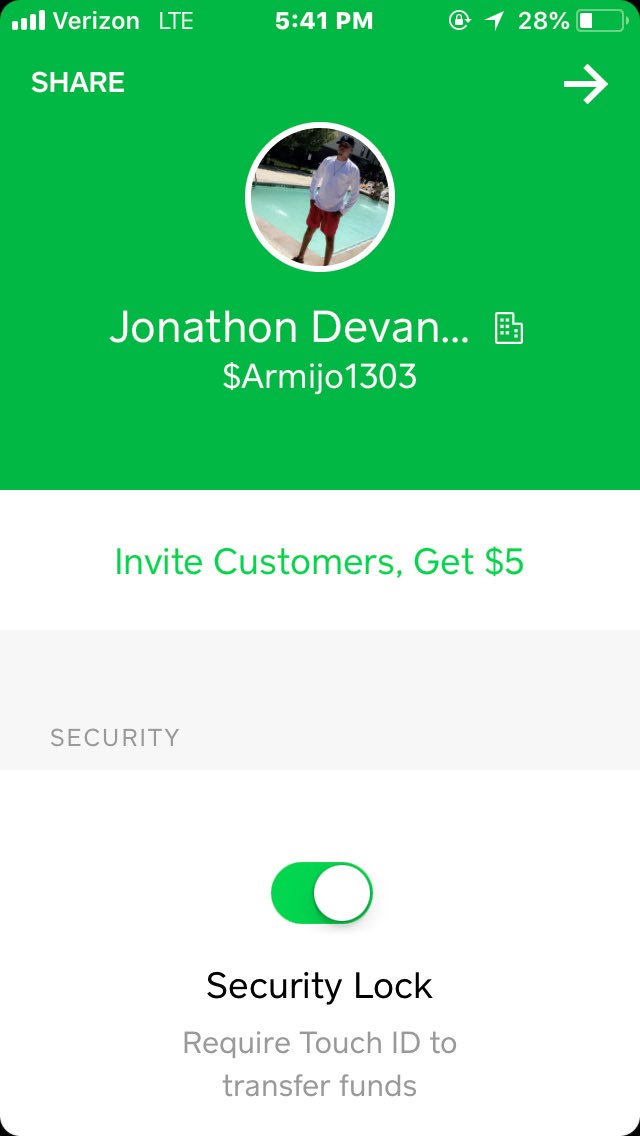 Verizon LTE 5:41 PM 28%
SHARE
Jonathon Devan...
$Armijo1303
Invite Customers, Get $5
SECURITY
Security Lock
Require Touch ID to
transfer funds